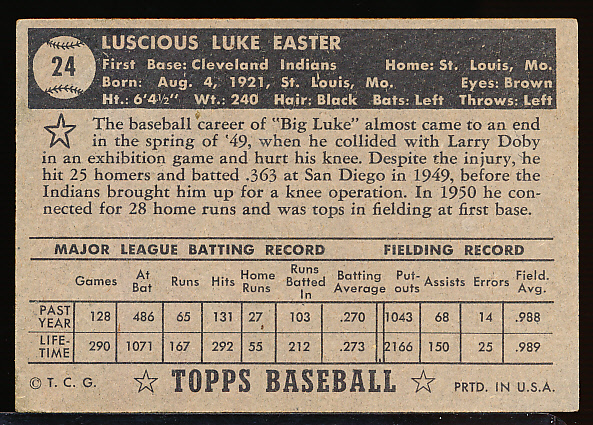 24
LUSCIOUS LUKE EASTER
First Base: Cleveland Indians Home: St. Louis, Mo.
Born: Aug. 4, 1921, St. Louis, Mo. Eyes: Brown
Ht.: 6'4½" Wt.: 240 Hair: Black Bats: Left Throws: Left
The baseball career of "Big Luke" almost came to an end
in the spring of '49, when he collided with Larry Doby
in an exhibition game and hurt his knee. Despite the injury, he
hit 25 homers and batted .363 at San Diego in 1949, before the
Indians brought him up for a knee operation. In 1950 he con-
nected for 28 home runs and was tops in fielding at first base.
MAJOR LEAGUE BATTING RECORD FIELDING RECORD
Games At Bat Runs Hits Home Runs Runs Batted In Batting Average Put-outs Assists Errors Field. Avg.
PAST YEAR 128 486 65 131 27 103 .270 1043 68 14 .988
LIFE-TIME 290 1071 167 292 55 212 .273 2166 150 25 .989
© T. C. G. TOPPS BASEBALL PRTD. IN U.S.A.